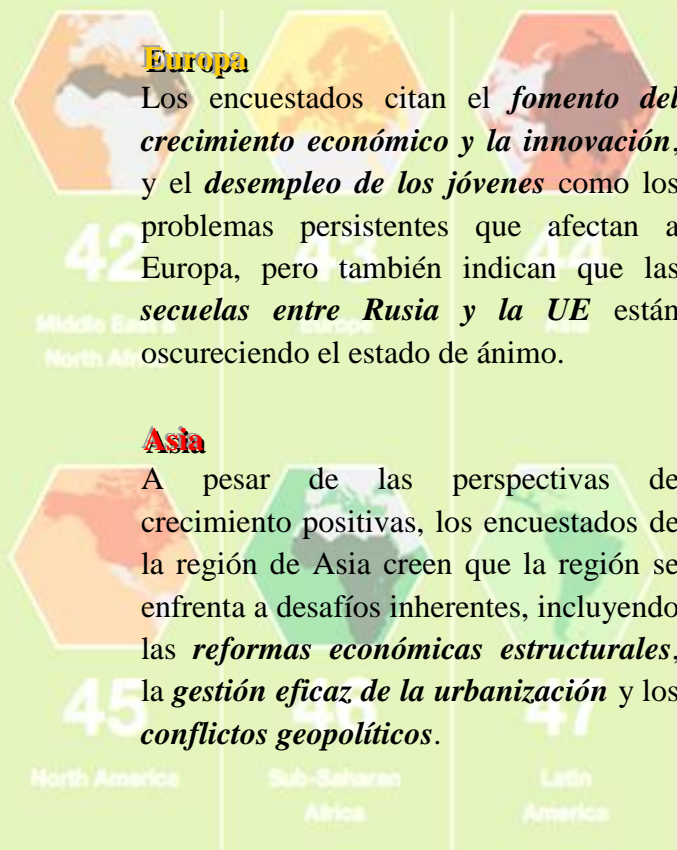 Europa
Los encuestados citan el fomento del
crecimiento económico y la innovación,
y el desempleo de los jóvenes como los
problemas persistentes que afectan a
Europa, pero también indican que las
secuelas entre Rusia y la UE están
oscureciendo el estado de ánimo.
Asia
A pesar de las perspectivas de
crecimiento positivas, los encuestados de
la región de Asia creen que la región se
enfrenta a desafíos inherentes, incluyendo
las reformas económicas estructurales,
la gestión eficaz de la urbanización y los
conflictos geopolíticos.
42
43
44
Middle East &
North Africa
Europe
Asia
45
46
47
North America
Sub-Saharan
Africa
Latin
America